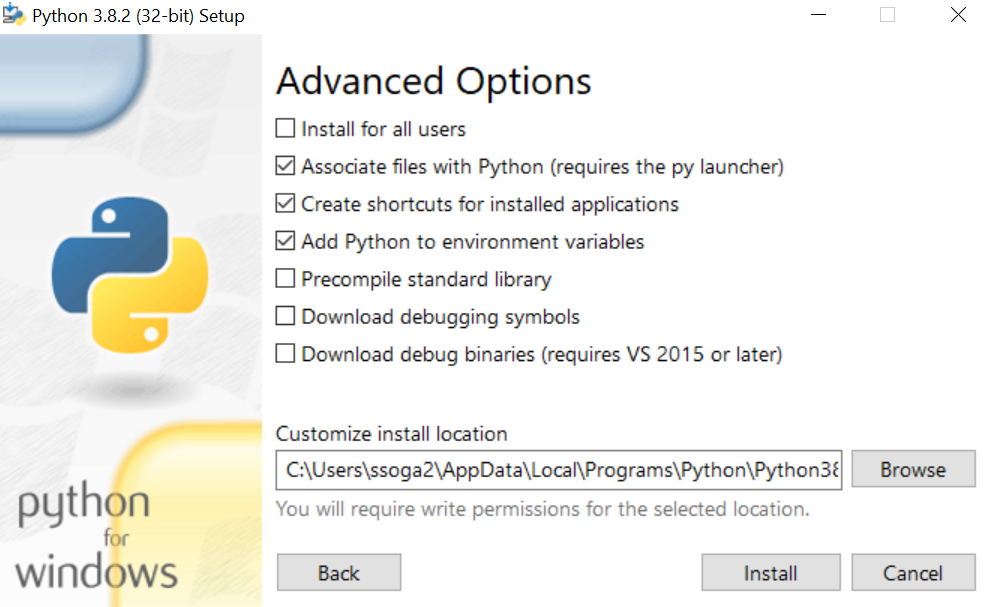 Python 3.8.2 (32-bit) Setup
Advanced Options
Install for all users
Associate files with Python (requires the py launcher)
Create shortcuts for installed applications
Add Python to environment variables
Precompile standard library
Download debugging symbols
Download debug binaries (requires VS 2015 or later)
Customize install location
C:\Users\ssoga2\AppData\Local\Programs\Python\Python38
Browse
You will require write permissions for the selected location.
python
for
windows
Back
Install
Cancel